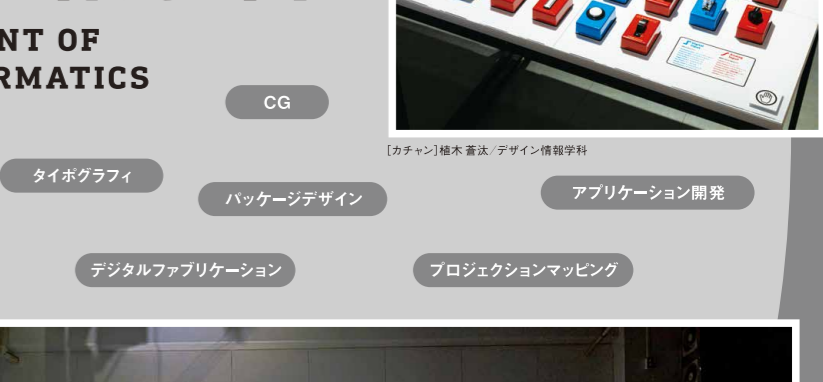 NT OF
RMATICS
CG
[カチャン]植木 蒼汰/デザイン情報学科
タイポグラフィ
パッケージデザイン
アプリケーション開発
デジタルファブリケーション
プロジェクションマッピング